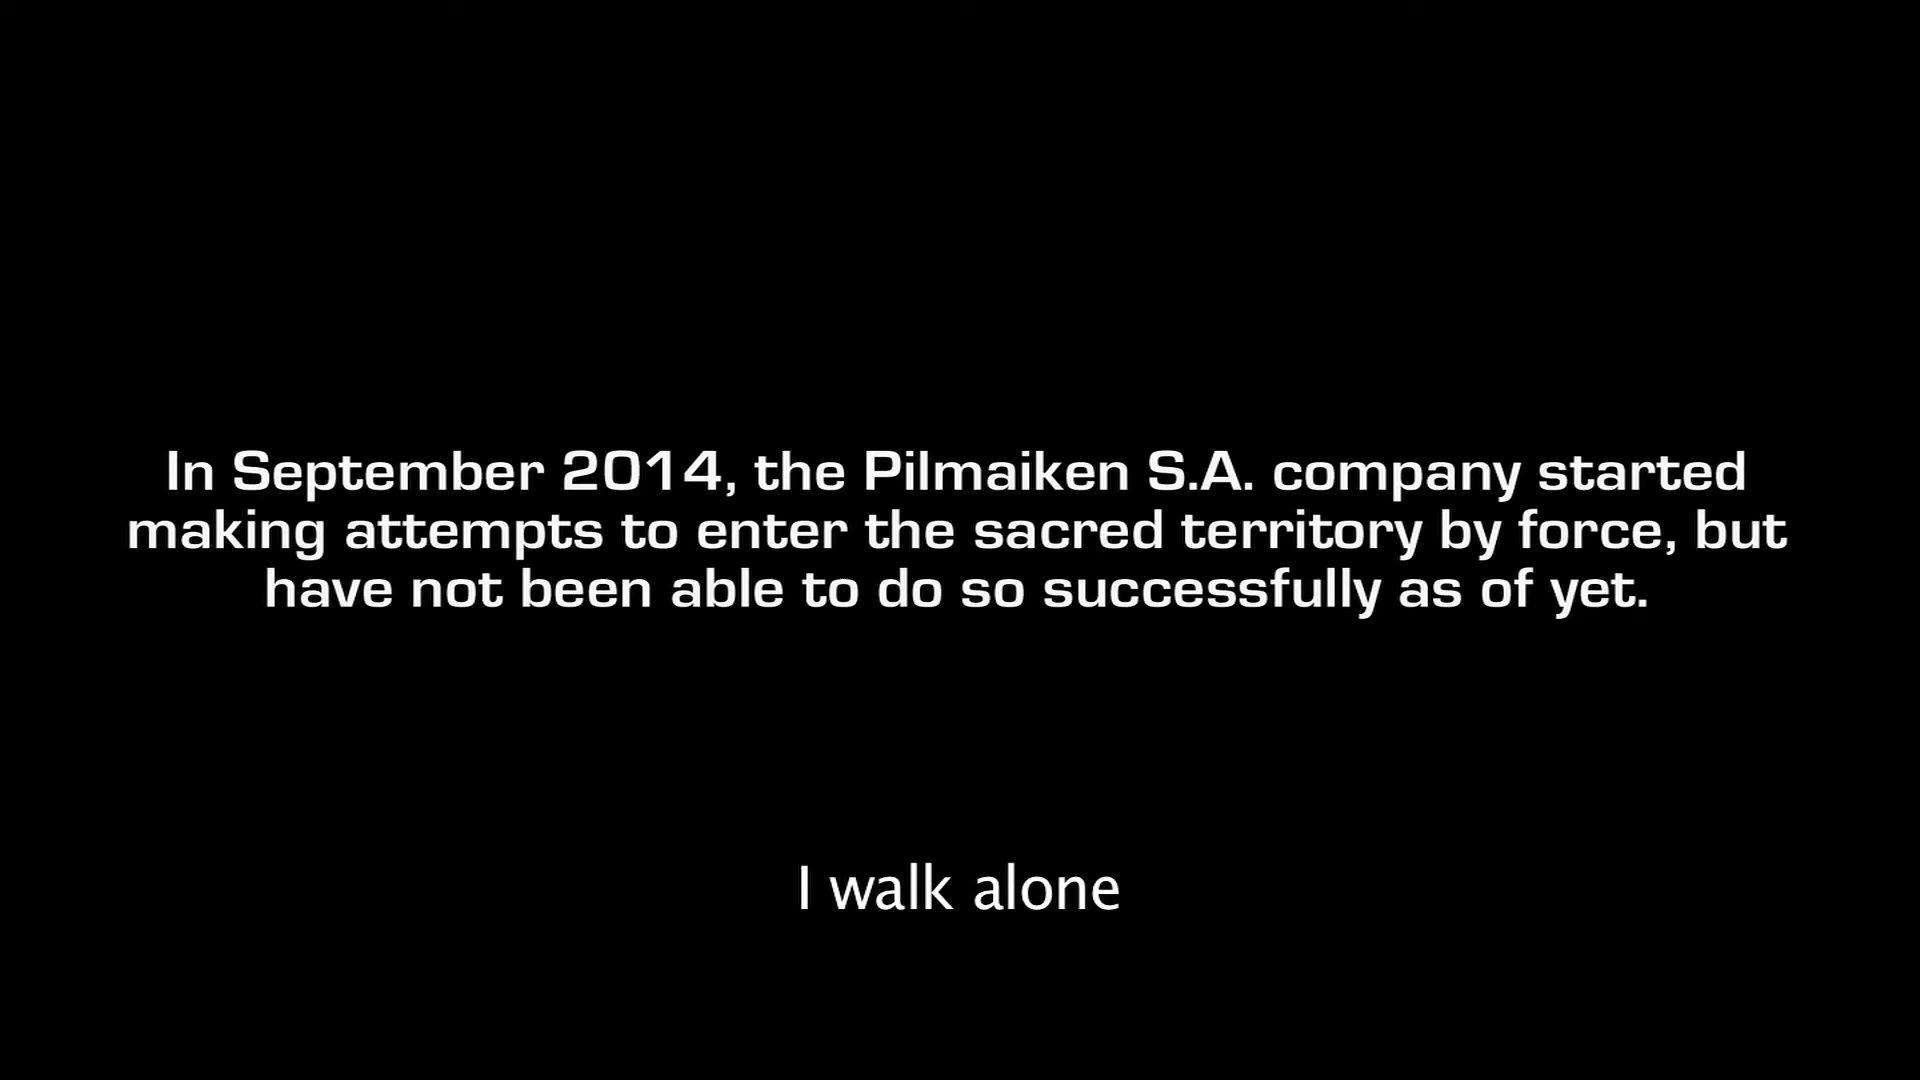 In September 2014, the Pilmaiken S.A. company started
making attempts to enter the sacred territory by force, but
have not been able to do so successfully as of yet.
I walk alone